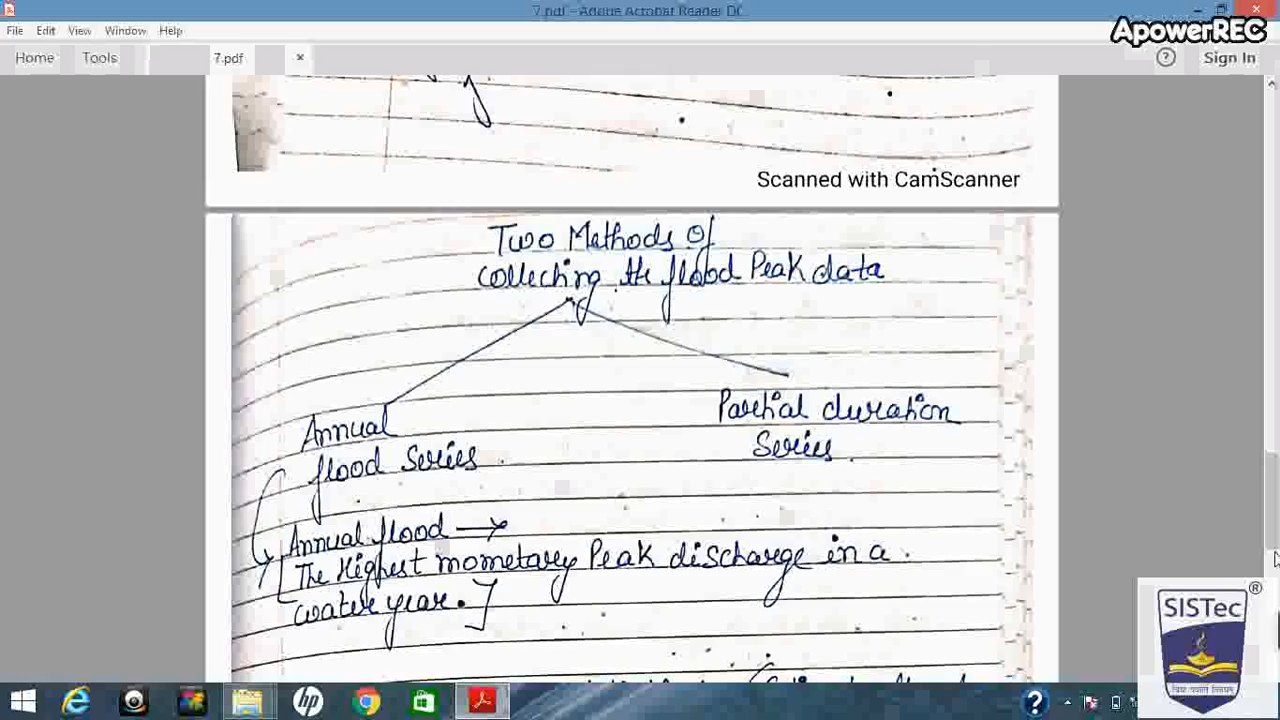 7.pdf - Adobe Acrobat Reader DC
File Edit View Window Help
ApowerREC
Home Tools 7.pdf × ? Sign In
Scanned with CamScanner
Two Methods Of
collecting the flood Peak data
Annual
flood Series.
Partial duration
Series.
Annual flood →
[The Highest mometary Peak discharge in a
water year.]
SISTec
®